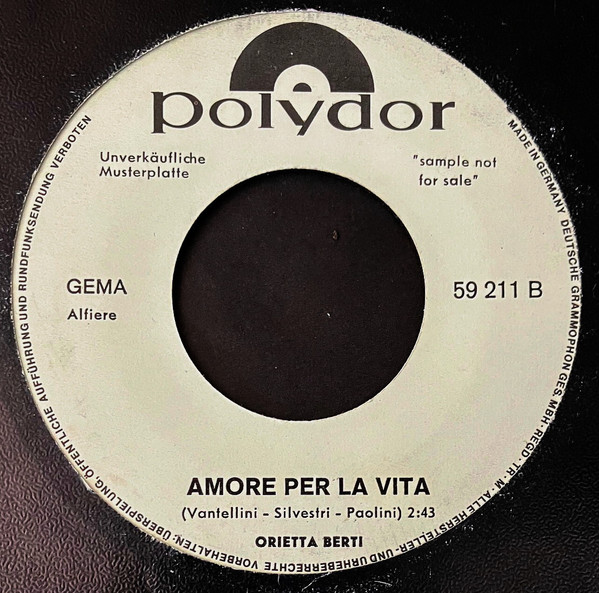 polydor
Unverkäufliche
Musterplatte
"sample not
for sale"
GEMA
Alfiere
59 211 B
AMORE PER LA VITA
(Vantellini - Silvestri - Paolini) 2:43
ORIETTA BERTI
MADE IN GERMANY DEUTSCHE GRAMMOPHON GES. MBH · REGD · TR · M · ALLE HERSTELLER- UND URHEBERRECHTE VORBEHALTEN, ÜBERSPIELUNG, ÖFFENTLICHE AUFFÜHRUNG UND RUNDFUNKSENDUNG VERBOTEN